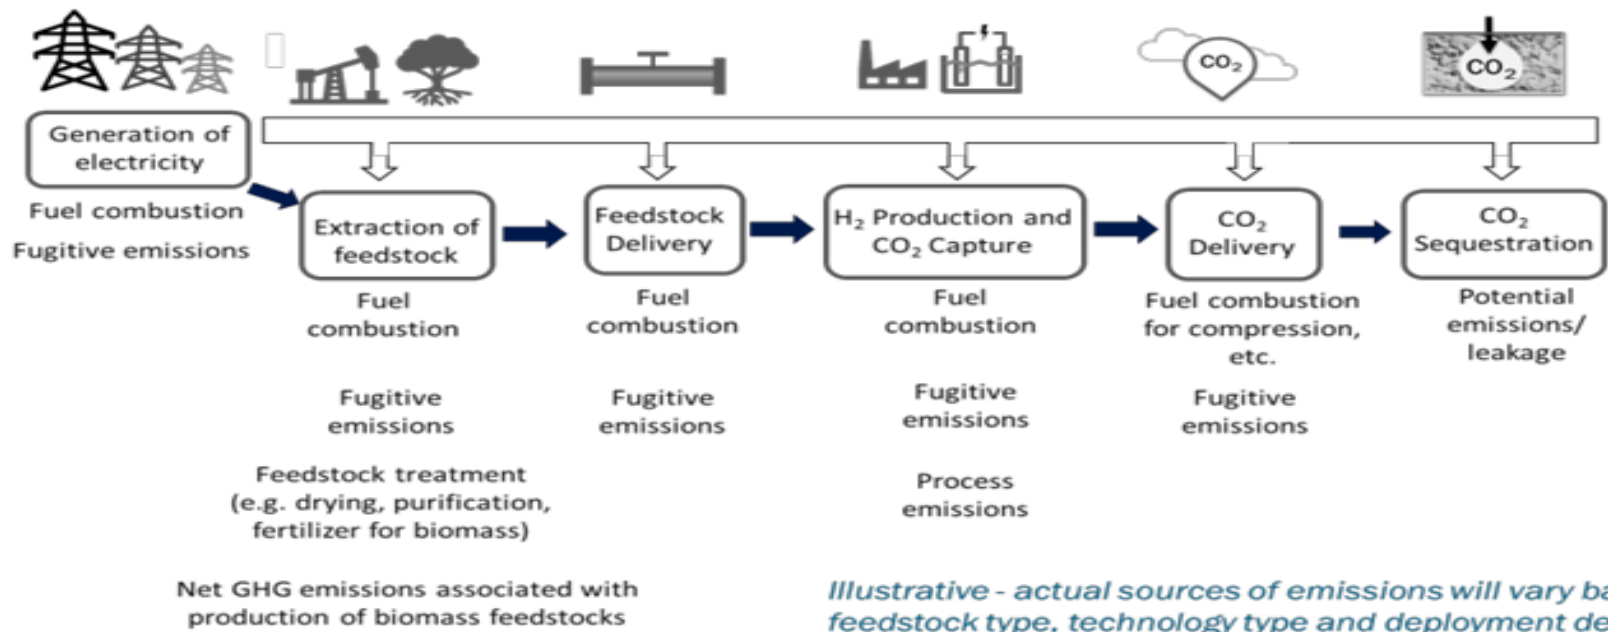 CO₂
CO₂
Generation of
electricity
Fuel combustion
Fugitive emissions
Extraction of
feedstock
Fuel
combustion
Fugitive
emissions
Feedstock treatment
(e.g. drying, purification,
fertilizer for biomass)
Net GHG emissions associated with
production of biomass feedstocks
Feedstock
Delivery
Fuel
combustion
Fugitive
emissions
H₂ Production and
CO₂ Capture
Fuel
combustion
Fugitive
emissions
Process
emissions
CO₂
Delivery
Fuel combustion
for compression,
etc.
Fugitive
emissions
CO₂
Sequestration
Potential
emissions/
leakage
Illustrative - actual sources of emissions will vary
feedstock type, technology type and deployment